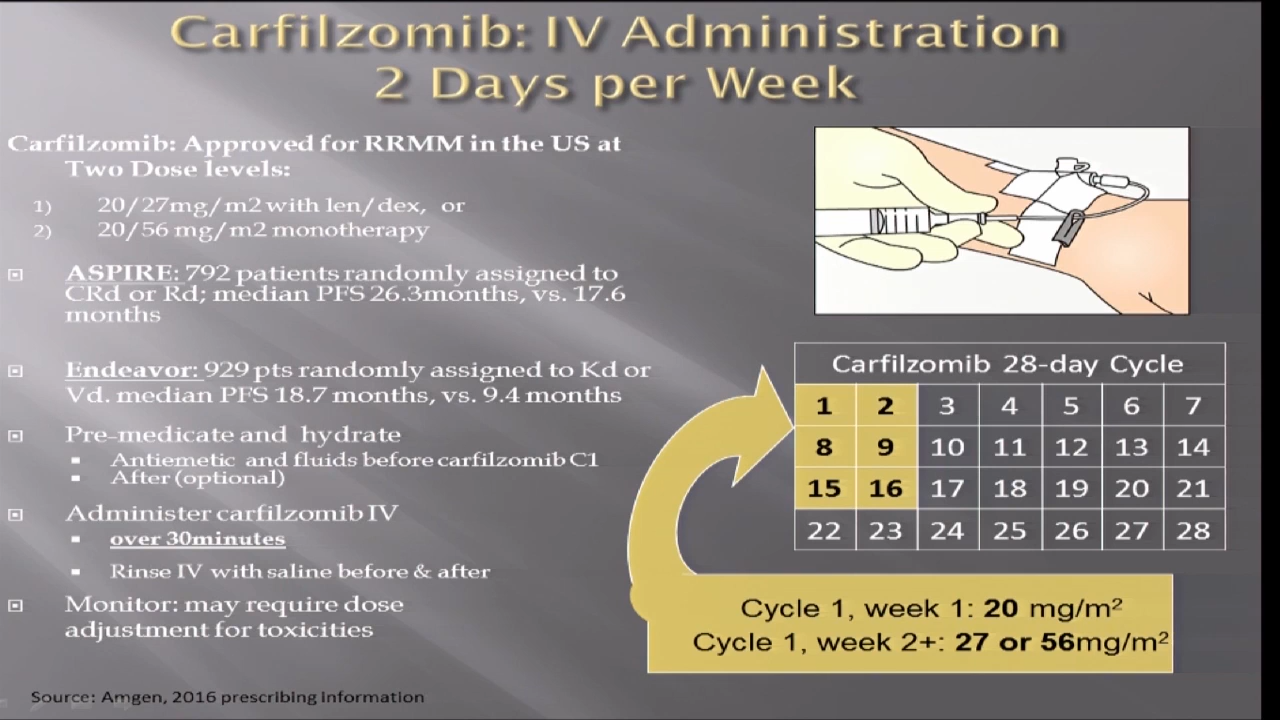 Carfilzomib: IV Administration
2 Days per Week
Carfilzomib: Approved for RRMM in the US at
Two Dose levels:
1) 20/27mg/m2 with len/dex, or
2) 20/56 mg/m2 monotherapy
ASPIRE: 792 patients randomly assigned to
CRd or Rd; median PFS 26.3months, vs. 17.6
months
Endeavor: 929 pts randomly assigned to Kd or
Vd. median PFS 18.7 months, vs. 9.4 months
Pre-medicate and hydrate
Antiemetic and fluids before carfilzomib C1
After (optional)
Administer carfilzomib IV
over 30minutes
Rinse IV with saline before & after
Monitor: may require dose
adjustment for toxicities
Carfilzomib 28-day Cycle
1 2 3 4 5 6 7
8 9 10 11 12 13 14
15 16 17 18 19 20 21
22 23 24 25 26 27 28
Cycle 1, week 1: 20 mg/m²
Cycle 1, week 2+: 27 or 56mg/m²
Source: Amgen, 2016 prescribing information